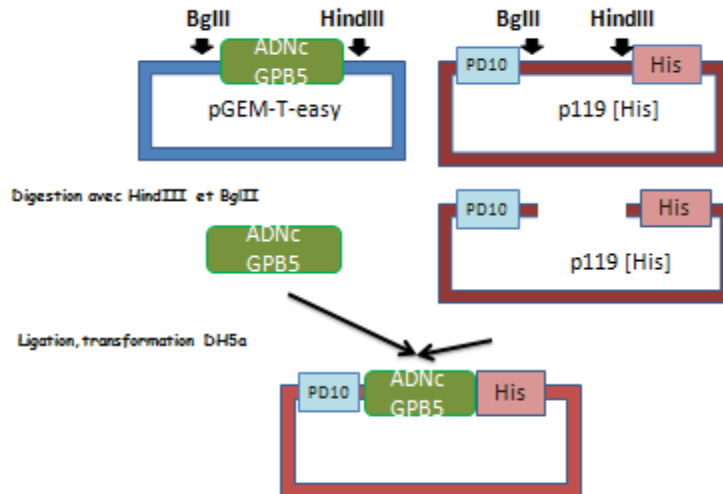 BglII HindIII BglII HindIII
ADNc
GPB5
PD10
His
pGEM-T-easy
p119 [His]
Digestion avec HindIII et BglII
ADNc
GPB5
PD10
His
p119 [His]
Ligation, transformation DH5a
PD10
ADNc
GPB5
His